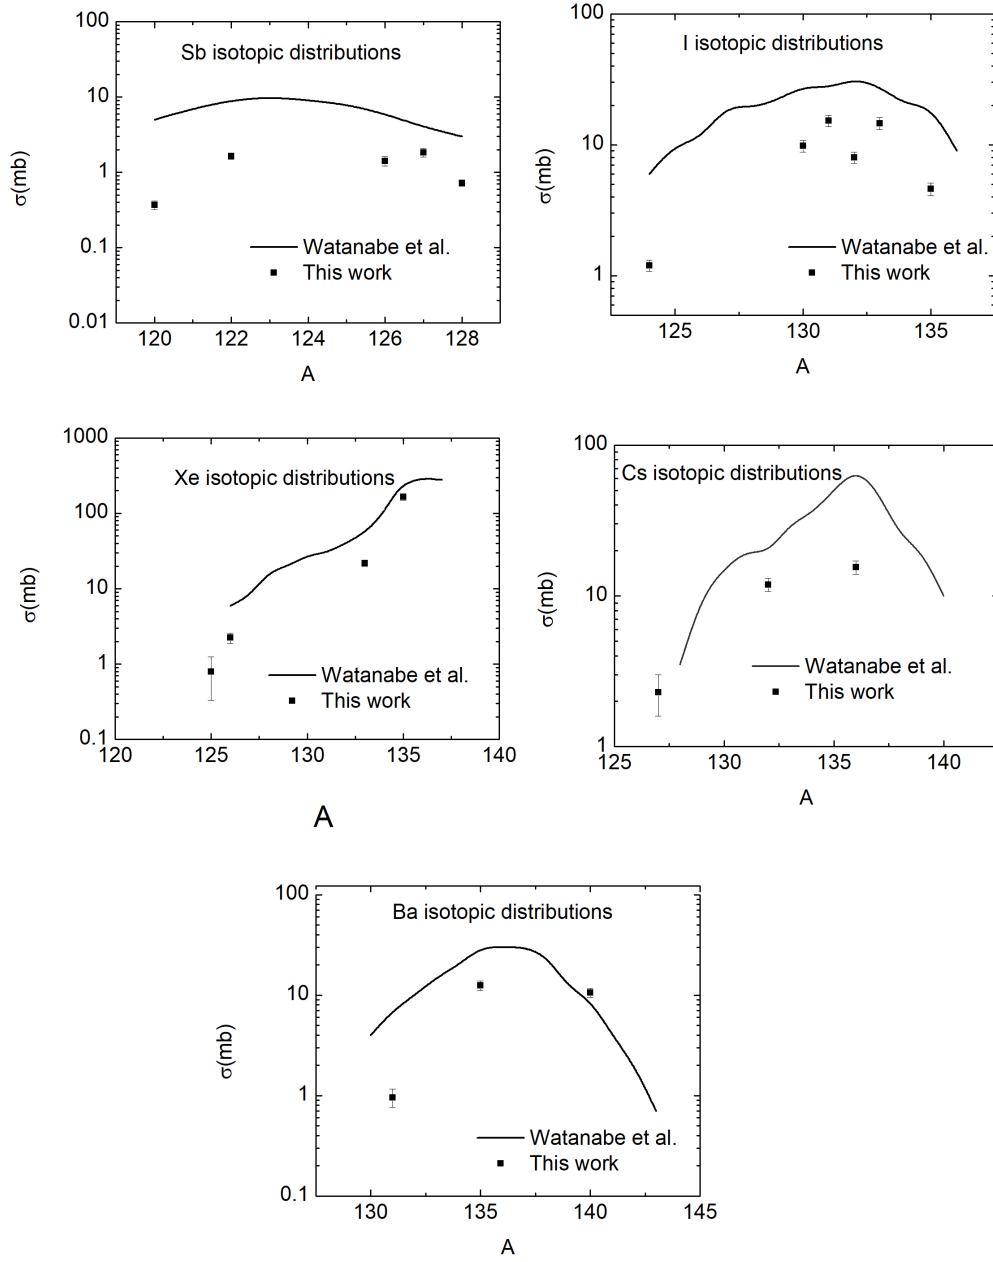 Sb isotopic distributions
100
10
1
0.1
0.01
σ(mb)
Watanabe et al.
This work
120 122 124 126 128
A
I isotopic distributions
100
10
1
σ(mb)
Watanabe et al.
This work
125 130 135
A
Xe isotopic distributions
1000
100
10
1
0.1
σ(mb)
Watanabe et al.
This work
120 125 130 135 140
A
Cs isotopic distributions
100
10
1
σ(mb)
Watanabe et al.
This work
125 130 135 140
A
Ba isotopic distributions
100
10
1
0.1
σ(mb)
Watanabe et al.
This work
130 135 140 145
A